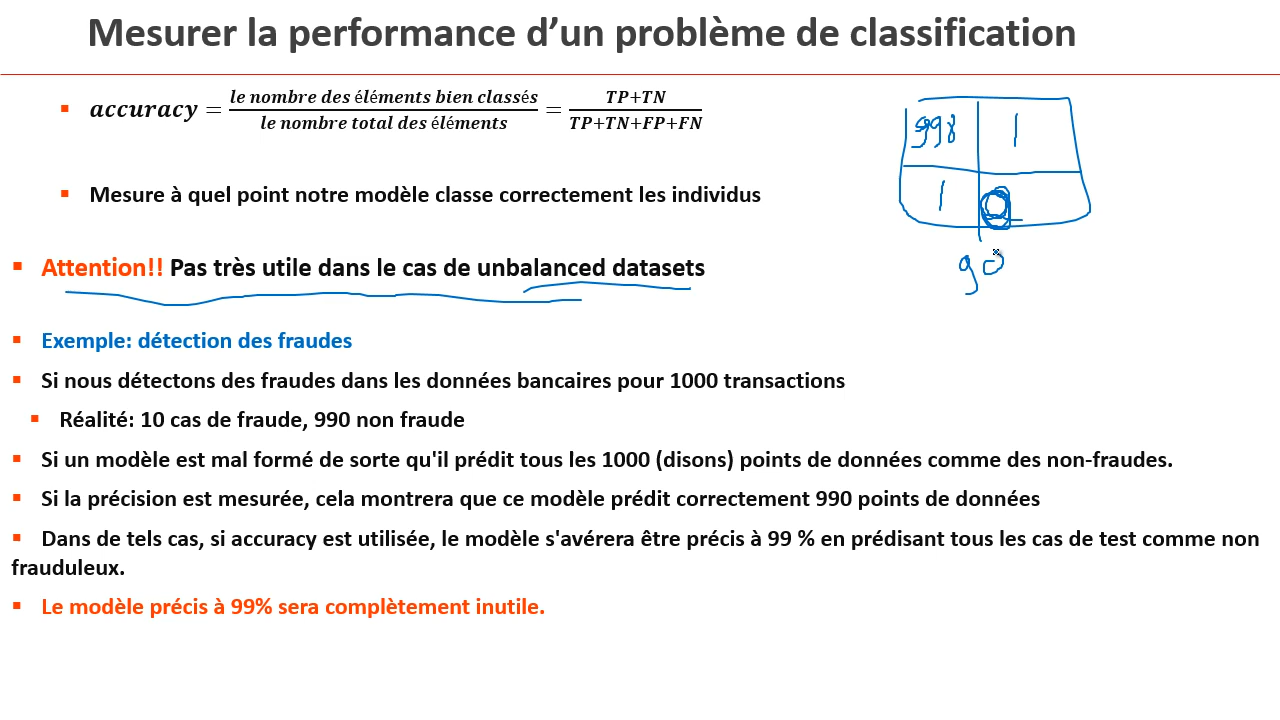 Mesurer la performance d’un problème de classification
accuracy = le nombre des éléments bien classés / le nombre total des éléments = TP+TN / TP+TN+FP+FN
998 1
Mesure à quel point notre modèle classe correctement les individus
1 0
Attention!! Pas très utile dans le cas de unbalanced datasets
90
Exemple: détection des fraudes
Si nous détectons des fraudes dans les données bancaires pour 1000 transactions
Réalité: 10 cas de fraude, 990 non fraude
Si un modèle est mal formé de sorte qu'il prédit tous les 1000 (disons) points de données comme des non-fraudes.
Si la précision est mesurée, cela montrera que ce modèle prédit correctement 990 points de données
Dans de tels cas, si accuracy est utilisée, le modèle s'avérera être précis à 99 % en prédisant tous les cas de test comme non
frauduleux.
Le modèle précis à 99% sera complètement inutile.